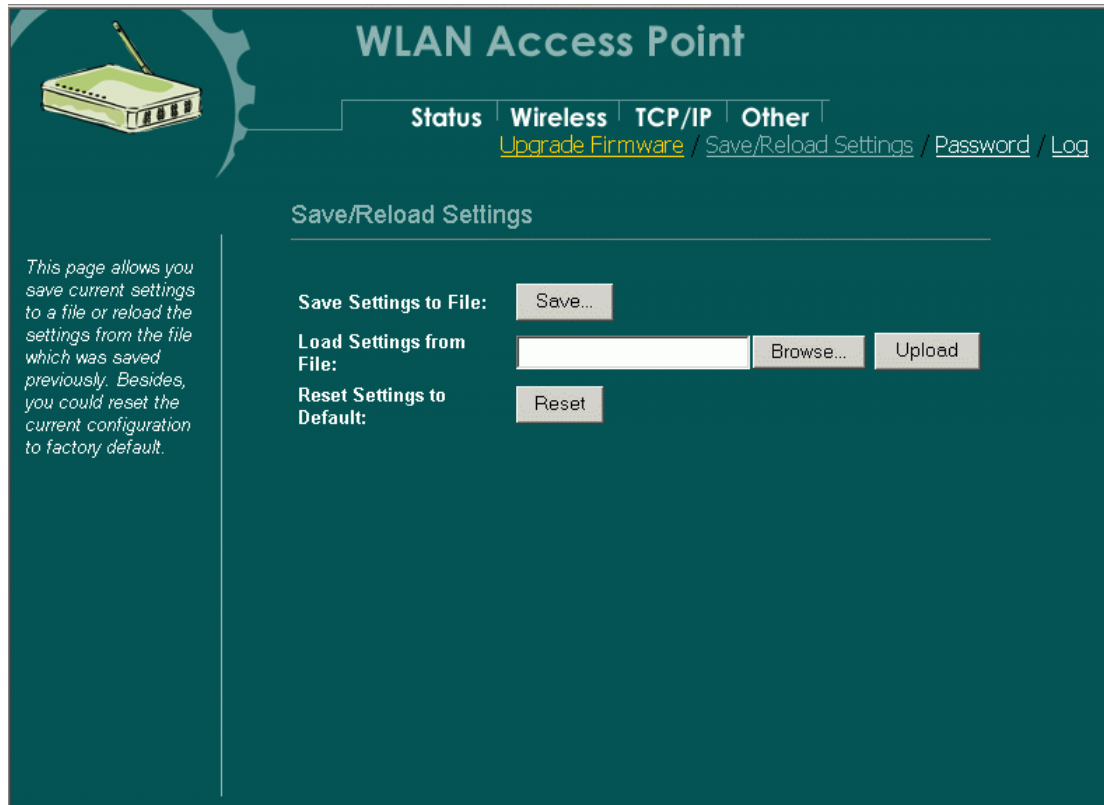 WLAN Access Point
Status Wireless TCP/IP Other
Upgrade Firmware / Save/Reload Settings / Password / Log
Save/Reload Settings
This page allows you
save current settings
to a file or reload the
settings from the file
which was saved
previously. Besides,
you could reset the
current configuration
to factory default.
Save Settings to File: Save...
Load Settings from
File: Browse... Upload
Reset Settings to
Default: Reset